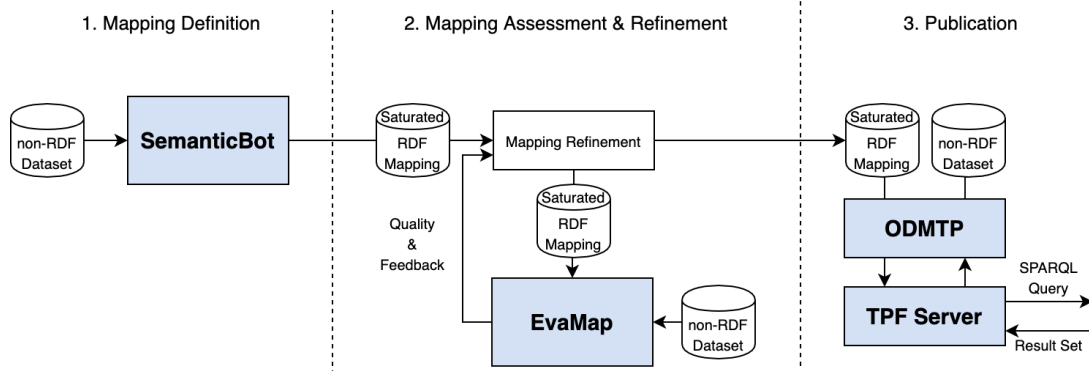 1. Mapping Definition
2. Mapping Assessment & Refinement
3. Publication
non-RDF
Dataset
SemanticBot
Saturated
RDF
Mapping
Mapping Refinement
Saturated
RDF
Mapping
Quality
&
Feedback
EvaMap
non-RDF
Dataset
Saturated
RDF
Mapping
non-RDF
Dataset
ODMTP
TPF Server
SPARQL
Query
Result Set